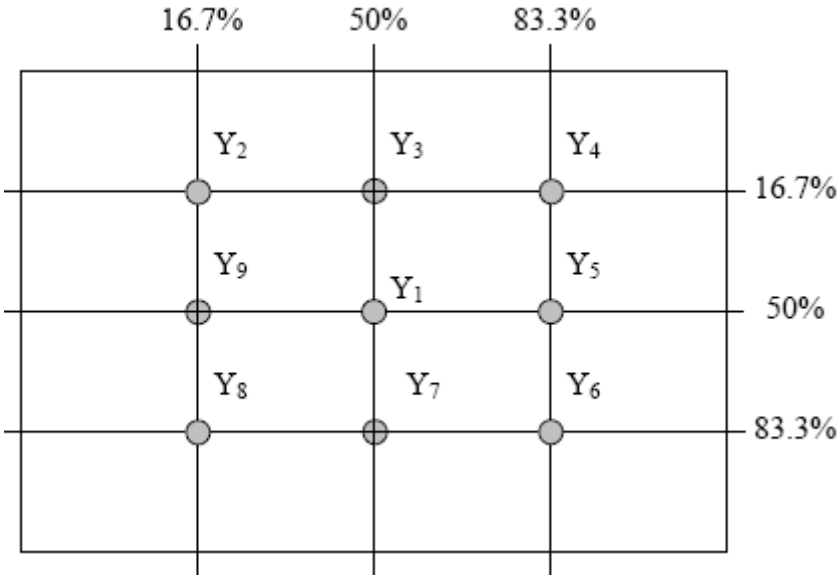 16.7% 50% 83.3%
Y₂ Y₃ Y₄
16.7%
Y₉ Y₁ Y₅
50%
Y₈ Y₇ Y₆
83.3%